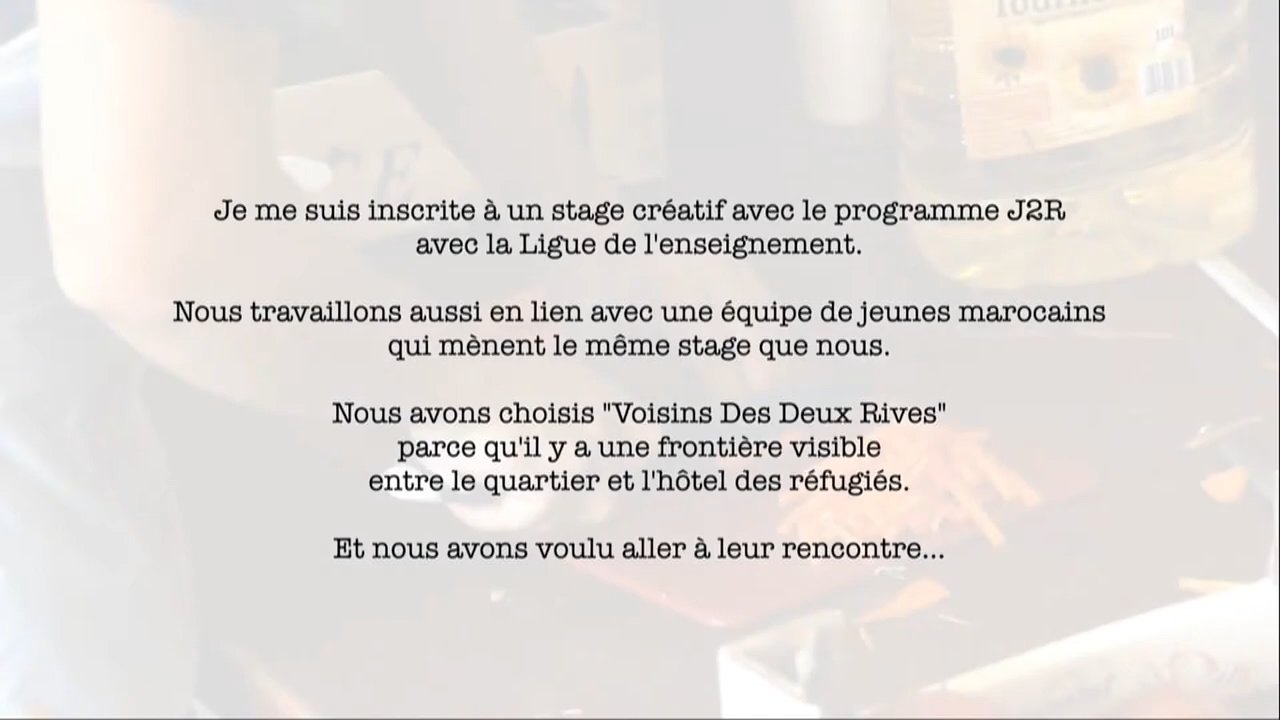 Je me suis inscrite à un stage créatif avec le programme J2R
avec la Ligue de l'enseignement.
Nous travaillons aussi en lien avec une équipe de jeunes marocains
qui mènent le même stage que nous.
Nous avons choisis "Voisins Des Deux Rives"
parce qu'il y a une frontière visible
entre le quartier et l'hôtel des réfugiés.
Et nous avons voulu aller à leur rencontre...